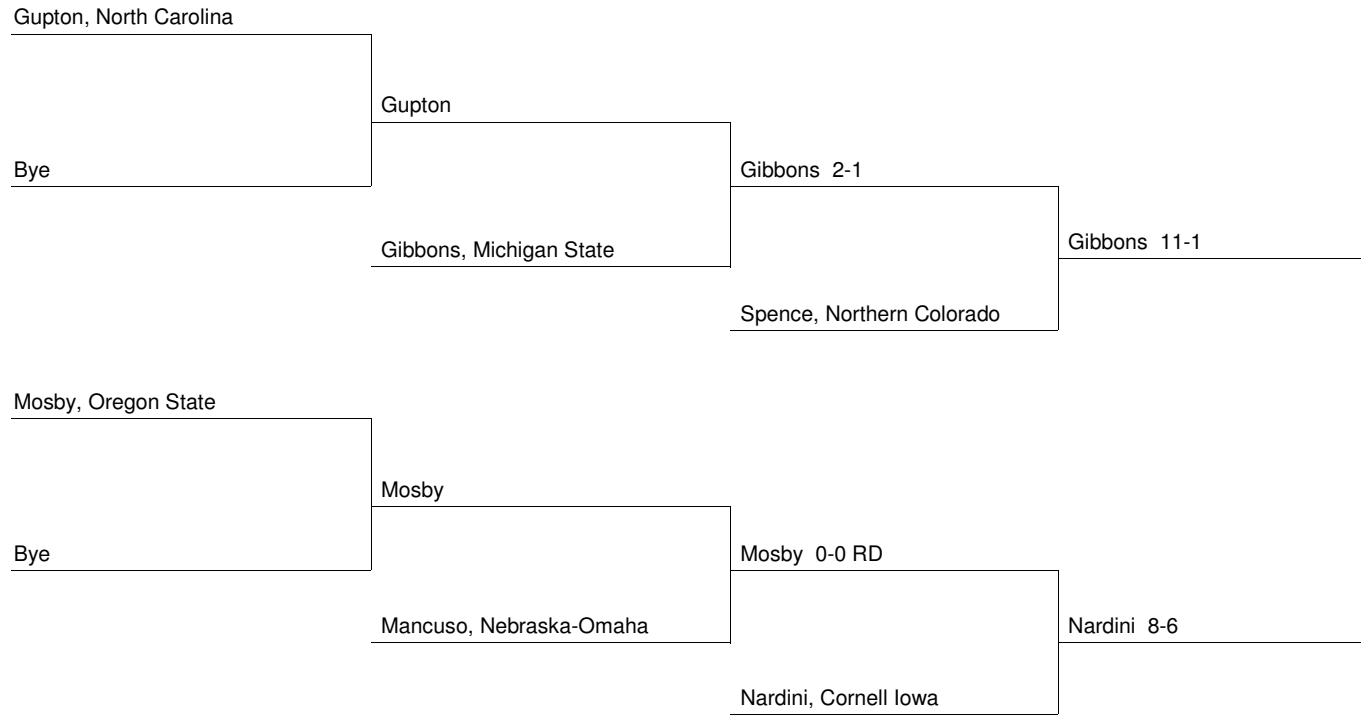 Gupton, North Carolina
Gupton
Bye
Gibbons  2-1
Gibbons, Michigan State
Gibbons  11-1
Spence, Northern Colorado
Mosby, Oregon State
Mosby
Bye
Mosby  0-0 RD
Mancuso, Nebraska-Omaha
Nardini  8-6
Nardini, Cornell Iowa